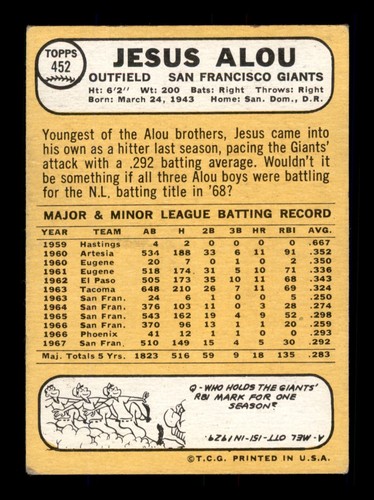 TOPPS
452
JESUS ALOU
OUTFIELD SAN FRANCISCO GIANTS
Ht: 6'2" Wt: 200 Bats: Right Throws: Right
Born: March 24, 1943 Home: San. Dom., D.R.
Youngest of the Alou brothers, Jesus came into
his own as a hitter last season, pacing the Giants'
attack with a .292 batting average. Wouldn't it
be something if all three Alou boys were battling
for the N.L. batting title in '68?
MAJOR & MINOR LEAGUE BATTING RECORD
YEAR TEAM AB H 2B 3B HR RBI AVG.
1959 Hastings 4 2 0 0 0 0 .667
1960 Artesia 534 188 33 6 11 91 .352
1960 Eugene 20 7 0 1 0 2 .350
1961 Eugene 518 174 31 5 10 71 .336
1962 El Paso 505 173 35 10 11 68 .343
1963 Tacoma 648 210 26 7 11 69 .324
1963 San Fran. 24 6 1 0 0 5 .250
1964 San Fran. 376 103 11 0 3 28 .274
1965 San Fran. 543 162 19 4 9 52 .298
1966 San Fran. 370 96 13 1 1 20 .259
1966 Phoenix 41 12 1 1 0 0 .293
1967 San Fran. 510 149 15 4 5 30 .292
Maj. Totals 5 Yrs. 1823 516 59 9 18 135 .283
Q-WHO HOLDS THE GIANTS'
RBI MARK FOR ONE
SEASON?
A-MEL OTT-151-IN 1929.
©T.C.G. PRINTED IN U.S.A.